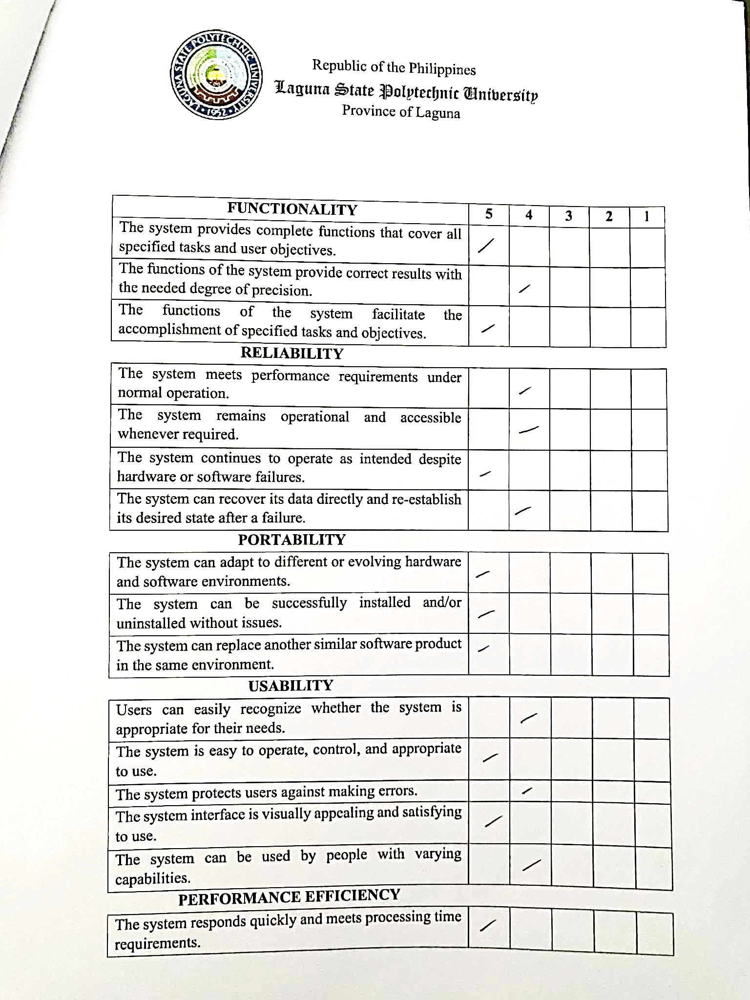 LAGUNA STATE POLYTECHNIC UNIVERSITY
• 1952 •
Republic of the Philippines
Laguna State Polytechnic University
Province of Laguna
FUNCTIONALITY 5 4 3 2 1
The system provides complete functions that cover all
specified tasks and user objectives. /
The functions of the system provide correct results with
the needed degree of precision. /
The functions of the system facilitate the
accomplishment of specified tasks and objectives. /
RELIABILITY
The system meets performance requirements under
normal operation. /
The system remains operational and accessible
whenever required. /
The system continues to operate as intended despite
hardware or software failures. /
The system can recover its data directly and re-establish
its desired state after a failure. /
PORTABILITY
The system can adapt to different or evolving hardware
and software environments. /
The system can be successfully installed and/or
uninstalled without issues. /
The system can replace another similar software product
in the same environment. /
USABILITY
Users can easily recognize whether the system is
appropriate for their needs. /
The system is easy to operate, control, and appropriate
to use. /
The system protects users against making errors. /
The system interface is visually appealing and satisfying
to use. /
The system can be used by people with varying
capabilities. /
PERFORMANCE EFFICIENCY
The system responds quickly and meets processing time
requirements. /